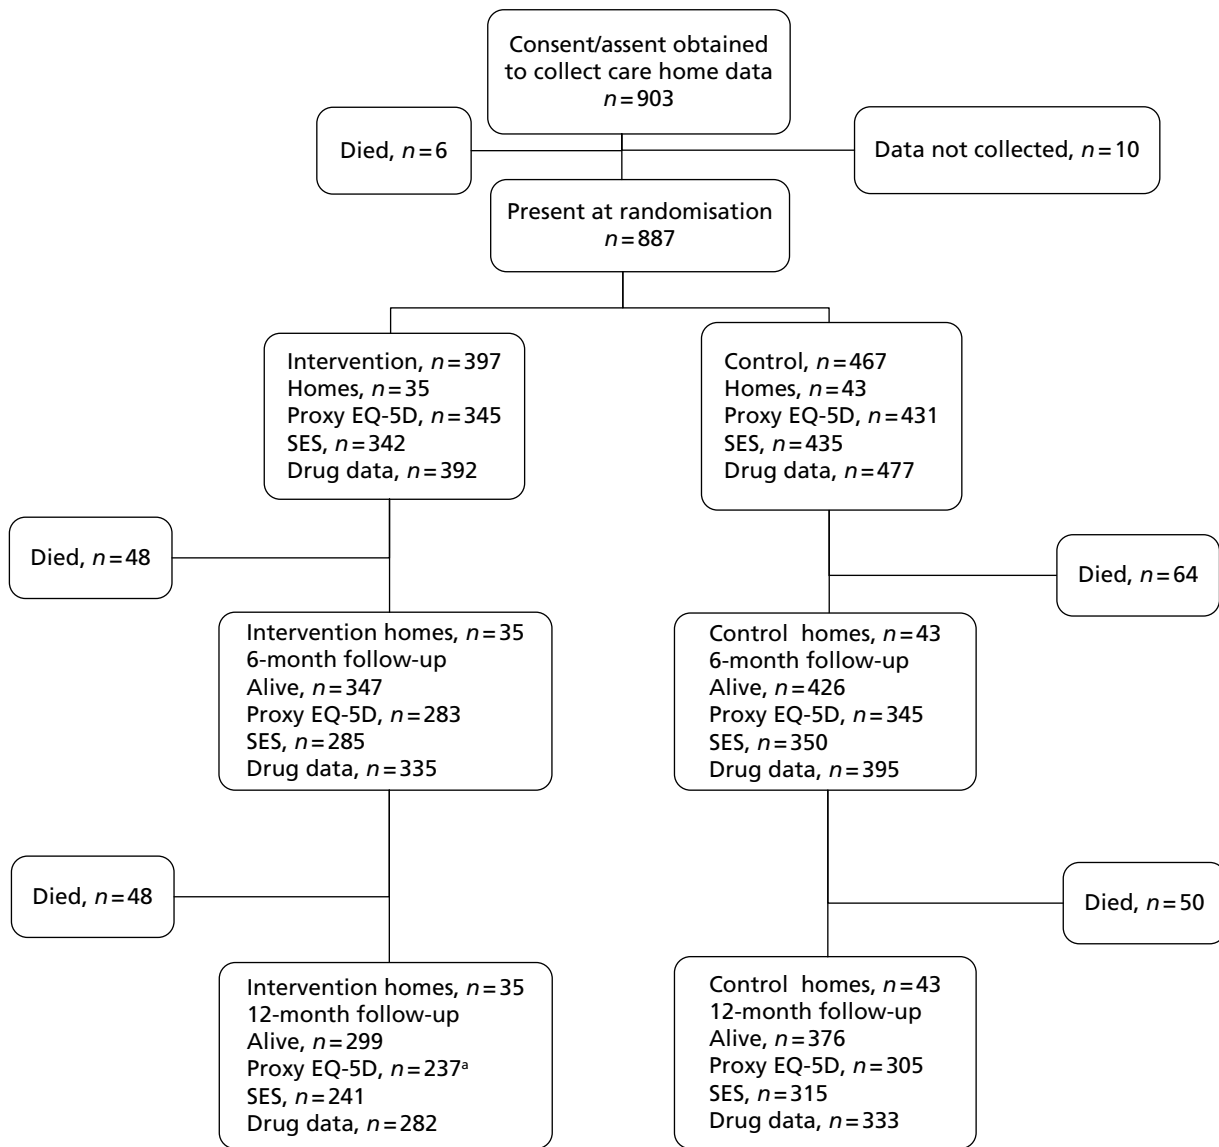 Consent/assent obtained
to collect care home data
n=903
Died, n=6
Data not collected, n=10
Present at randomisation
n=887
Intervention, n=397
Homes, n=35
Proxy EQ-5D, n=345
SES, n=342
Drug data, n=392
Control, n=467
Homes, n=43
Proxy EQ-5D, n=431
SES, n=435
Drug data, n=477
Died, n=48
Died, n=64
Intervention homes, n=35
6-month follow-up
Alive, n=347
Proxy EQ-5D, n=283
SES, n=285
Drug data, n=335
Control homes, n=43
6-month follow-up
Alive, n=426
Proxy EQ-5D, n=345
SES, n=350
Drug data, n=395
Died, n=48
Died, n=50
Intervention homes, n=35
12-month follow-up
Alive, n=299
Proxy EQ-5D, n=237ᵃ
SES, n=241
Drug data, n=282
Control homes, n=43
12-month follow-up
Alive, n=376
Proxy EQ-5D, n=305
SES, n=315
Drug data, n=333